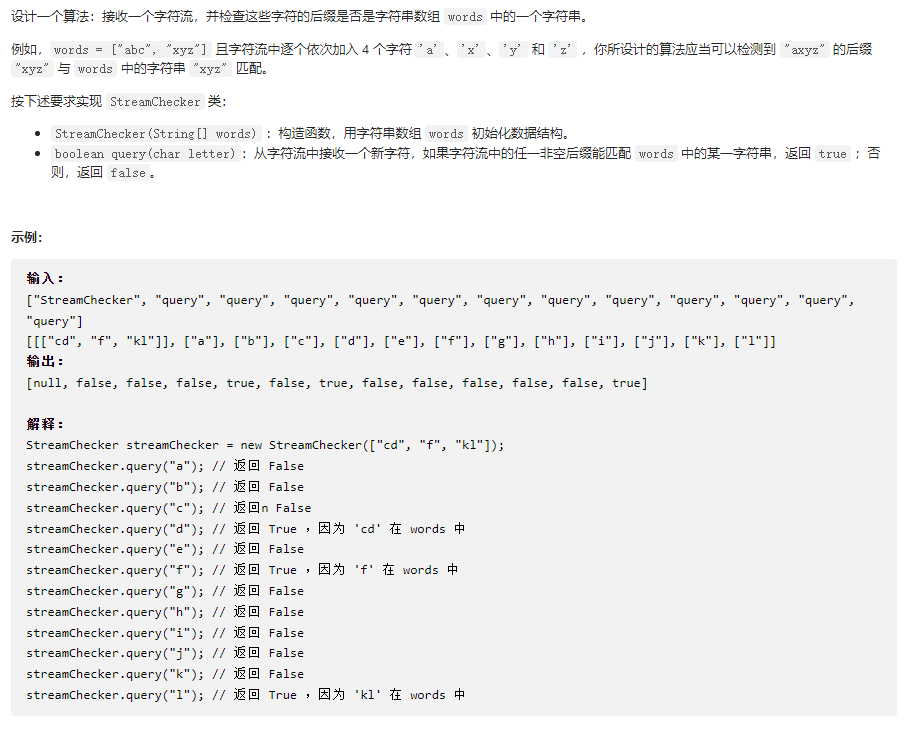 设计一个算法：接收一个字符流，并检查这些字符的后缀是否是字符串数组 words 中的一个字符串。
例如，words = ["abc", "xyz"] 且字符流中逐个依次加入 4 个字符 'a'、'x'、'y' 和 'z' ，你所设计的算法应当可以检测到 "axyz" 的后缀
"xyz" 与 words 中的字符串 "xyz" 匹配。
按下述要求实现 StreamChecker 类：
• StreamChecker(String[] words) ：构造函数，用字符串数组 words 初始化数据结构。
• boolean query(char letter)：从字符流中接收一个新字符，如果字符流中的任一非空后缀能匹配 words 中的某一字符串，返回 true ；否
则，返回 false。
示例：
输入：
["StreamChecker", "query", "query", "query", "query", "query", "query", "query", "query", "query", "query", "query",
"query"]
[[["cd", "f", "kl"]], ["a"], ["b"], ["c"], ["d"], ["e"], ["f"], ["g"], ["h"], ["i"], ["j"], ["k"], ["l"]]
输出：
[null, false, false, false, true, false, true, false, false, false, false, false, true]
解释：
StreamChecker streamChecker = new StreamChecker(["cd", "f", "kl"]);
streamChecker.query("a"); // 返回 False
streamChecker.query("b"); // 返回 False
streamChecker.query("c"); // 返回n False
streamChecker.query("d"); // 返回 True ，因为 'cd' 在 words 中
streamChecker.query("e"); // 返回 False
streamChecker.query("f"); // 返回 True ，因为 'f' 在 words 中
streamChecker.query("g"); // 返回 False
streamChecker.query("h"); // 返回 False
streamChecker.query("i"); // 返回 False
streamChecker.query("j"); // 返回 False
streamChecker.query("k"); // 返回 False
streamChecker.query("l"); // 返回 True ，因为 'kl' 在 words 中